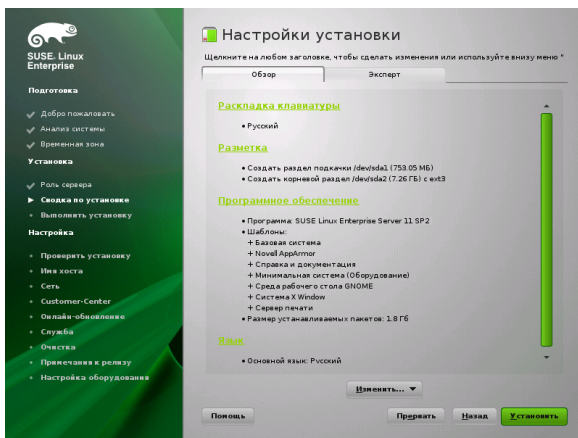 SUSE. Linux
Enterprise
Подготовка
Добро пожаловать
Анализ системы
Временная зона
Установка
Роль сервера
Сводка по установке
Выполнить установку
Настройка
Проверить установку
Имя хоста
Сеть
Customer-Center
Онлайн-обновление
Служба
Очистка
Примечания к релизу
Настройка оборудования
Настройки установки
Щелкните на любом заголовке, чтобы сделать изменения или используйте внизу меню "
Обзор
Эксперт
Раскладка клавиатуры
• Русский
Разметка
• Создать раздел подкачки /dev/sda1 (753.05 МБ)
• Создать корневой раздел /dev/sda2 (7.26 ГБ) с ext3
Программное обеспечение
• Программа: SUSE Linux Enterprise Server 11 SP2
• Шаблоны:
+ Базовая система
+ Novell AppArmor
+ Справка и документация
+ Минимальная система (Оборудование)
+ Среда рабочего стола GNOME
+ Система X Window
+ Сервер печати
• Размер устанавливаемых пакетов: 1.8 Гб
Язык
• Основной язык: Русский
Изменить...
Помощь
Прервать
Назад
Установить